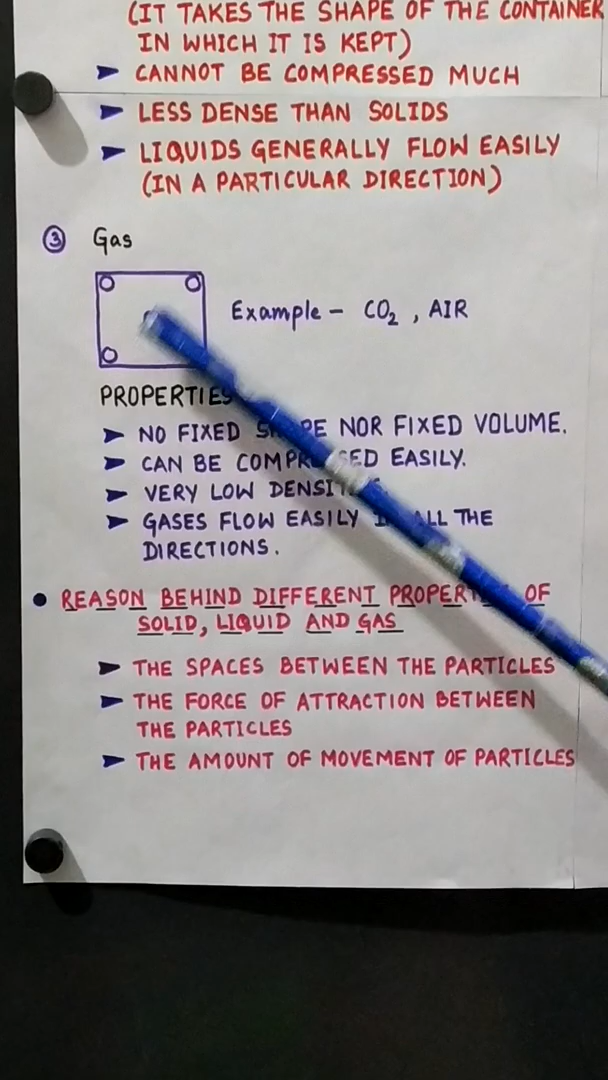 (IT TAKES THE SHAPE OF THE CONTAINER
IN WHICH IT IS KEPT)
➤ CANNOT BE COMPRESSED MUCH
➤ LESS DENSE THAN SOLIDS
➤ LIQUIDS GENERALLY FLOW EASILY
(IN A PARTICULAR DIRECTION)
③ Gas
Example - CO₂ , AIR
PROPERTIES
➤ NO FIXED NOR FIXED VOLUME.
➤ CAN BE EASILY.
➤ VERY LOW
➤ GASES FLOW EASILY ALL THE
DIRECTIONS.
• REASON BEHIND DIFFERENT OF
SOLID, LIQUID AND GAS
➤ THE SPACES BETWEEN THE PARTICLES
➤ THE FORCE OF ATTRACTION BETWEEN
THE PARTICLES
➤ THE AMOUNT OF MOVEMENT OF PARTICLES